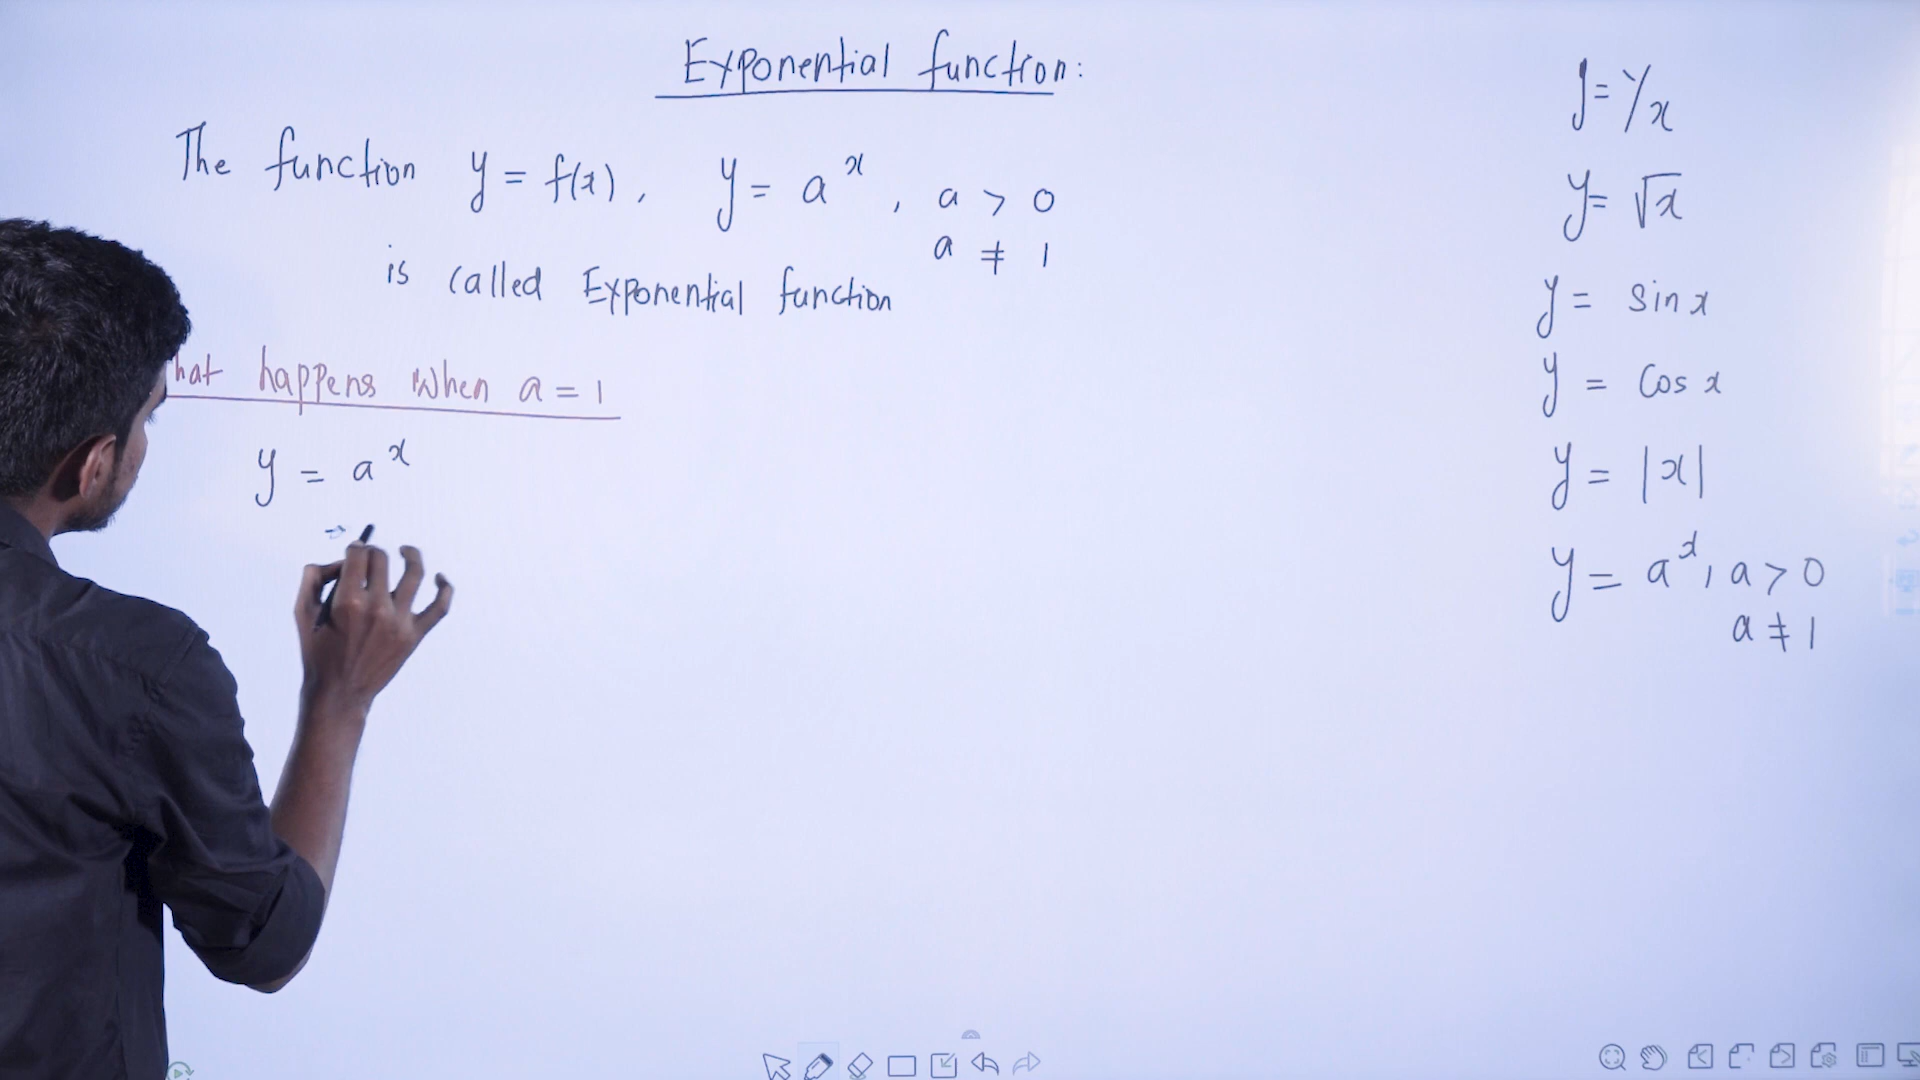 Exponential function:
The function y = f(x), y = a^x, a > 0
a ≠ 1
is called Exponential function
hat happens when a = 1
y = a^x
⇒
y = 1/x
y = √x
y = sin x
y = cos x
y = |x|
y = a^x, a > 0
a ≠ 1